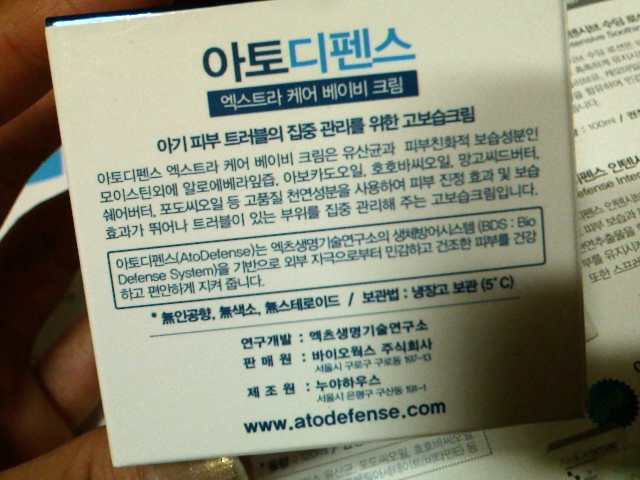 아토디펜스
엑스트라 케어 베이비 크림
아기 피부 트러블의 집중 관리를 위한 고보습크림
아토디펜스 엑스트라 케어 베이비 크림은 유산균과 피부친화적 보습성분인
모이스틴외에 알로에베라잎즙, 아보카도오일, 호호바씨오일, 망고씨드버터,
쉐어버터, 포도씨오일 등 고품질 천연성분을 사용하여 피부 진정 효과 및 보습
효과가 뛰어나 트러블이 있는 부위를 집중 관리해 주는 고보습크림입니다.
아토디펜스(AtoDefense)는 엑츠생명기술연구소의 생체방어시스템 (BDS : Bio
Defense System)을 기반으로 외부 자극으로부터 민감하고 건조한 피부를 건강
하고 편안하게 지켜 줍니다.
* 無인공향, 無색소, 無스테로이드 / 보관법 : 냉장고 보관 (5˚C)
연구개발 : 엑츠생명기술연구소
판 매 원 : 바이오웍스 주식회사
서울시 구로구 구로동 197-13
제 조 원 : 누야하우스
서울시 은평구 구산동 191-1
www.atodefense.com